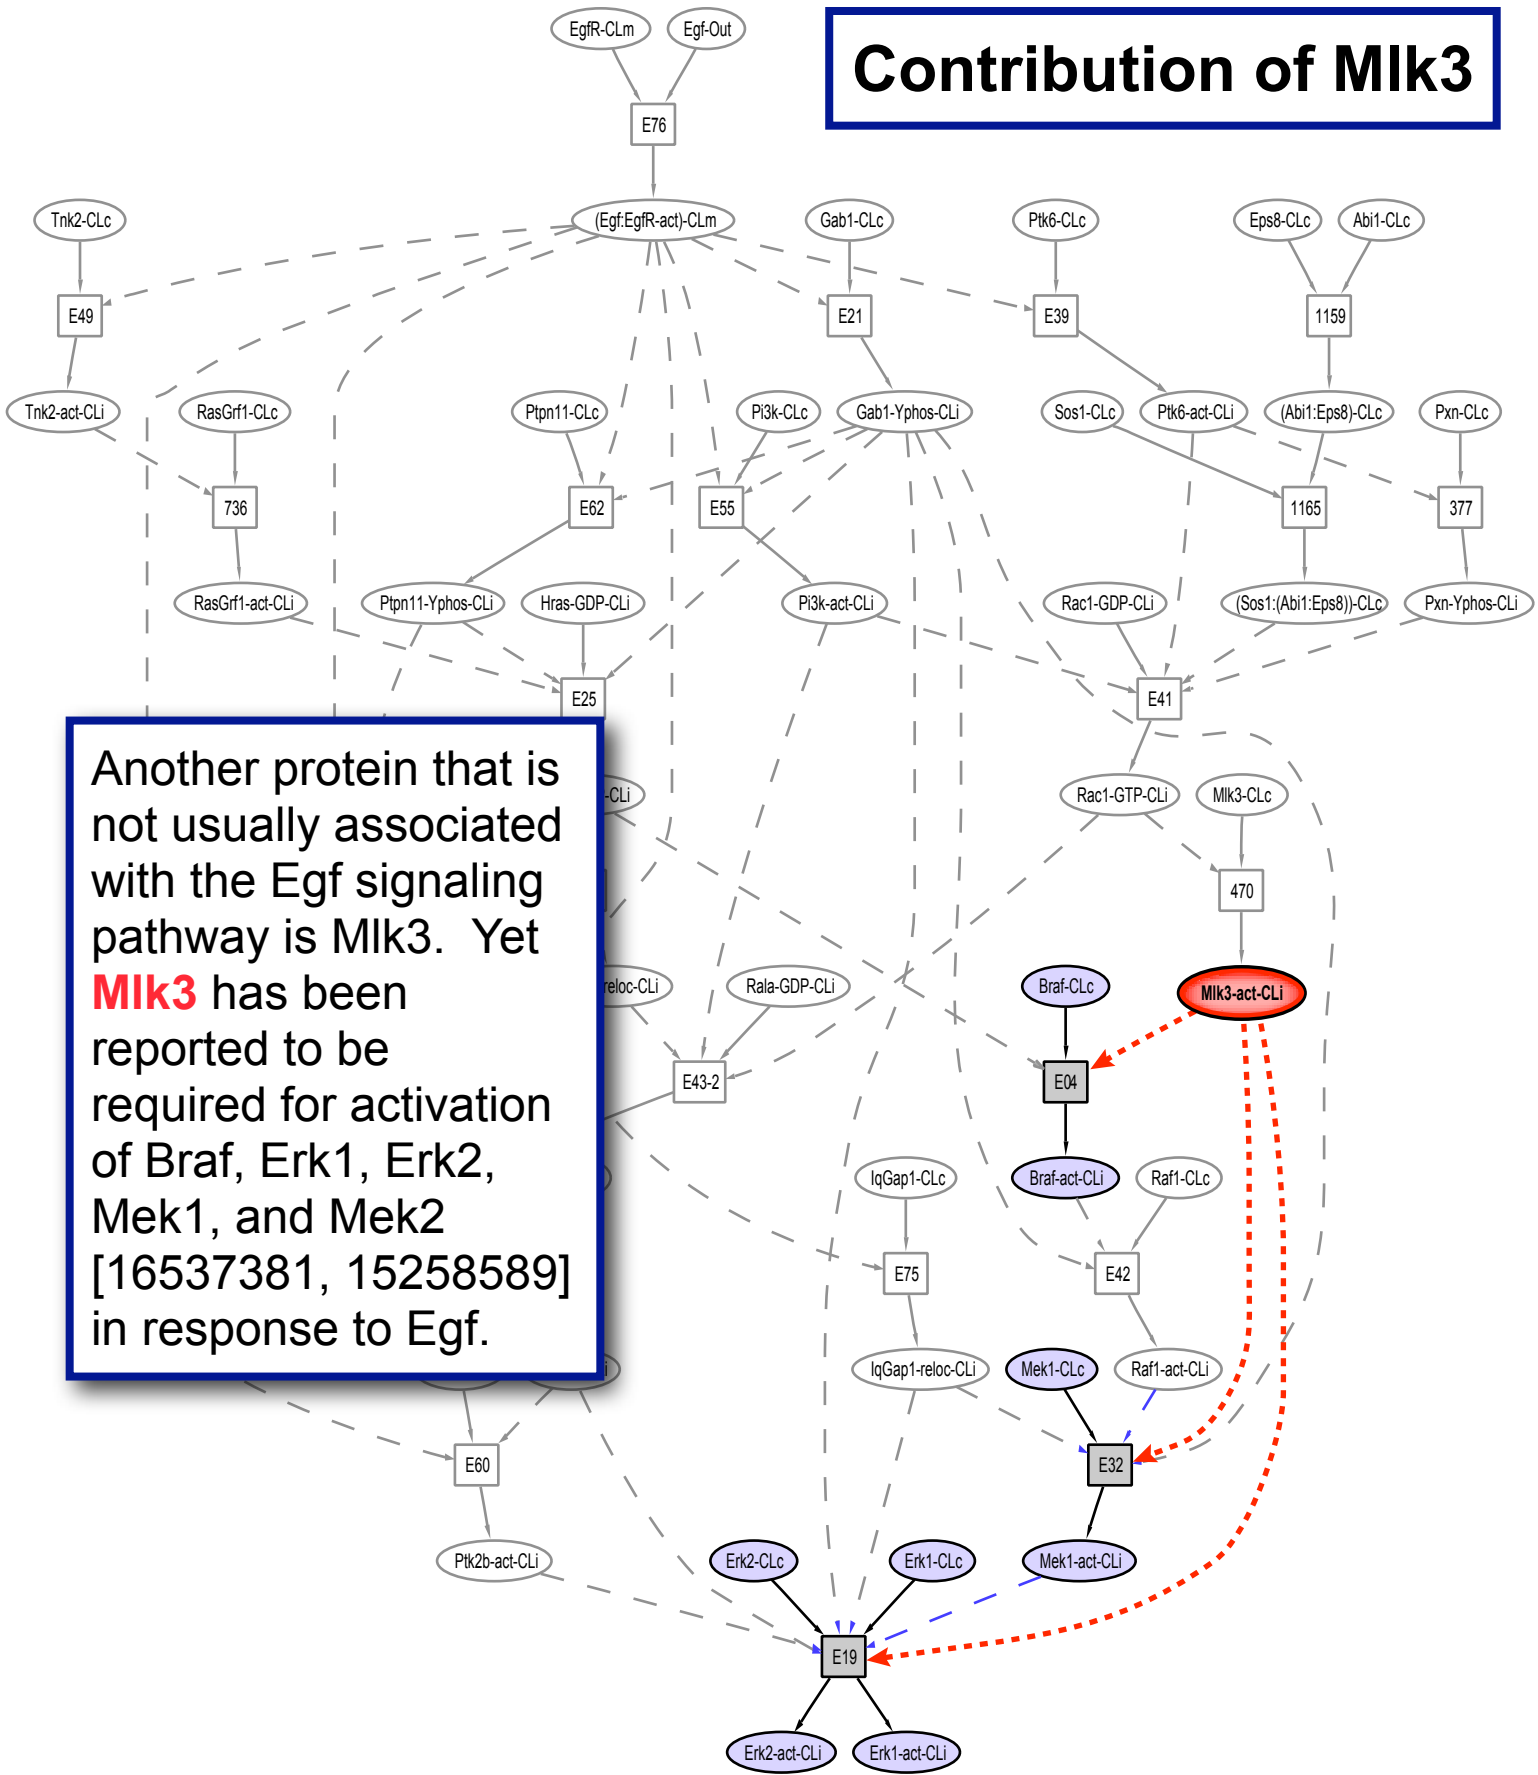 EgfR-CLm
Egf-Out
Contribution of Mlk3
E76
Tnk2-CLc
(Egf:EgfR-act)-CLm
Gab1-CLc
Ptk6-CLc
Eps8-CLc
Abi1-CLc
E49
E21
E39
1159
Tnk2-act-CLi
RasGrf1-CLc
Ptpn11-CLc
Pi3k-CLc
Gab1-Yphos-CLi
Sos1-CLc
Ptk6-act-CLi
(Abi1:Eps8)-CLc
Pxn-CLc
736
E62
E55
1165
377
RasGrf1-act-CLi
Ptpn11-Yphos-CLi
Hras-GDP-CLi
Pi3k-act-CLi
Rac1-GDP-CLi
(Sos1:(Abi1:Eps8))-CLc
Pxn-Yphos-CLi
E25
E41
Another protein that is
not usually associated
with the Egf signaling
pathway is Mlk3. Yet
Mlk3 has been
reported to be
required for activation
of Braf, Erk1, Erk2,
Mek1, and Mek2
[16537381, 15258589]
in response to Egf.
-CLi
Rac1-GTP-CLi
Mlk3-CLc
470
reloc-CLi
Rala-GDP-CLi
Braf-CLc
Mlk3-act-CLi
E43-2
E04
IqGap1-CLc
Braf-act-CLi
Raf1-CLc
E75
E42
i
IqGap1-reloc-CLi
Mek1-CLc
Raf1-act-CLi
E60
E32
Ptk2b-act-CLi
Erk2-CLc
Erk1-CLc
Mek1-act-CLi
E19
Erk2-act-CLi
Erk1-act-CLi